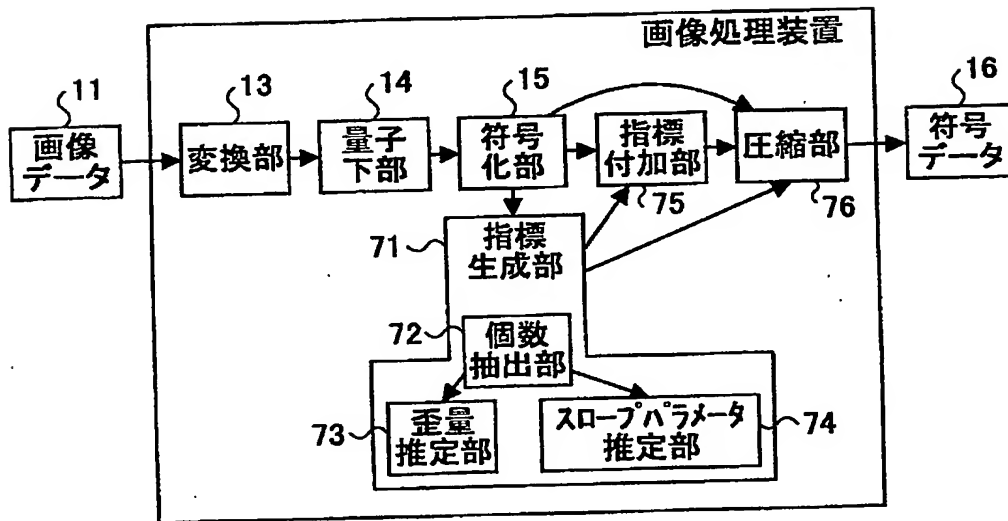 画像処理装置
11
13
14
15
16
画像
データ
変換部
量子
下部
符号
化部
指標
付加部
圧縮部
符号
データ
75
76
71
指標
生成部
72
個数
抽出部
73
歪量
推定部
スロープパラメータ
推定部
74